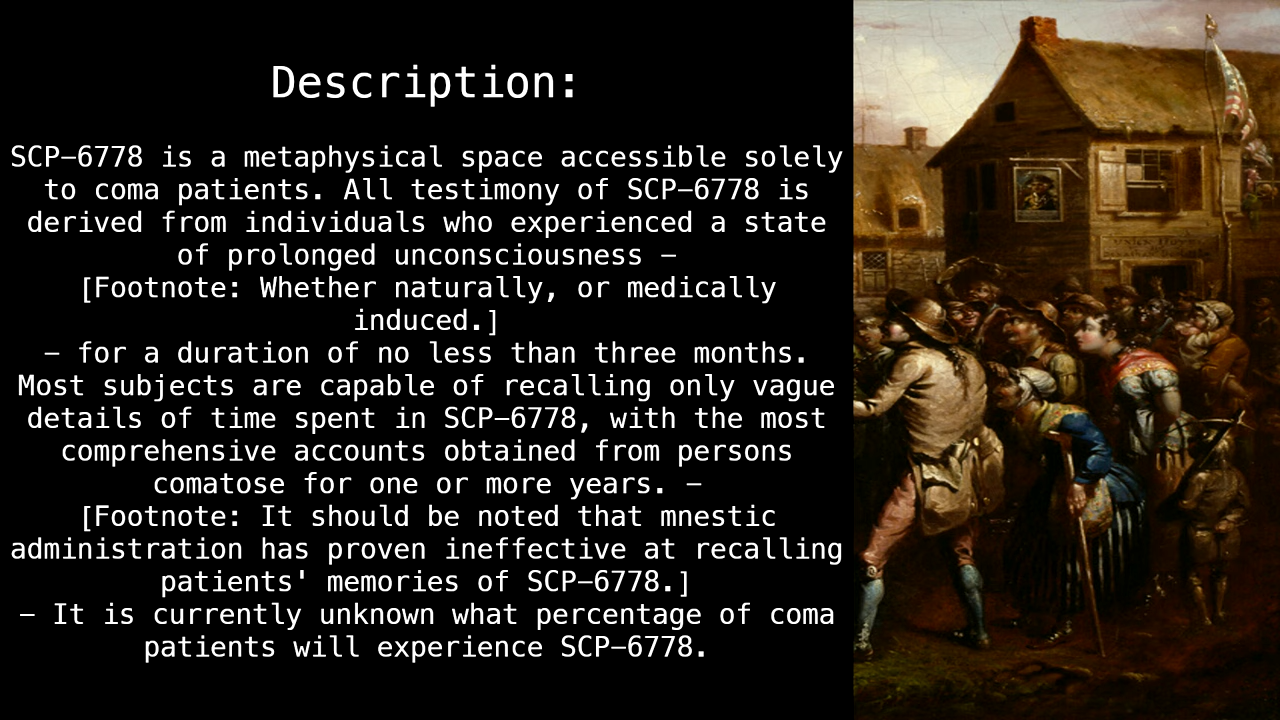 Description:
SCP–6778 is a metaphysical space accessible solely
to coma patients. All testimony of SCP–6778 is
derived from individuals who experienced a state
of prolonged unconsciousness –
[Footnote: Whether naturally, or medically
induced.]
– for a duration of no less than three months.
Most subjects are capable of recalling only vague
details of time spent in SCP–6778, with the most
comprehensive accounts obtained from persons
comatose for one or more years. –
[Footnote: It should be noted that mnestic
administration has proven ineffective at recalling
patients' memories of SCP–6778.]
– It is currently unknown what percentage of coma
patients will experience SCP–6778.